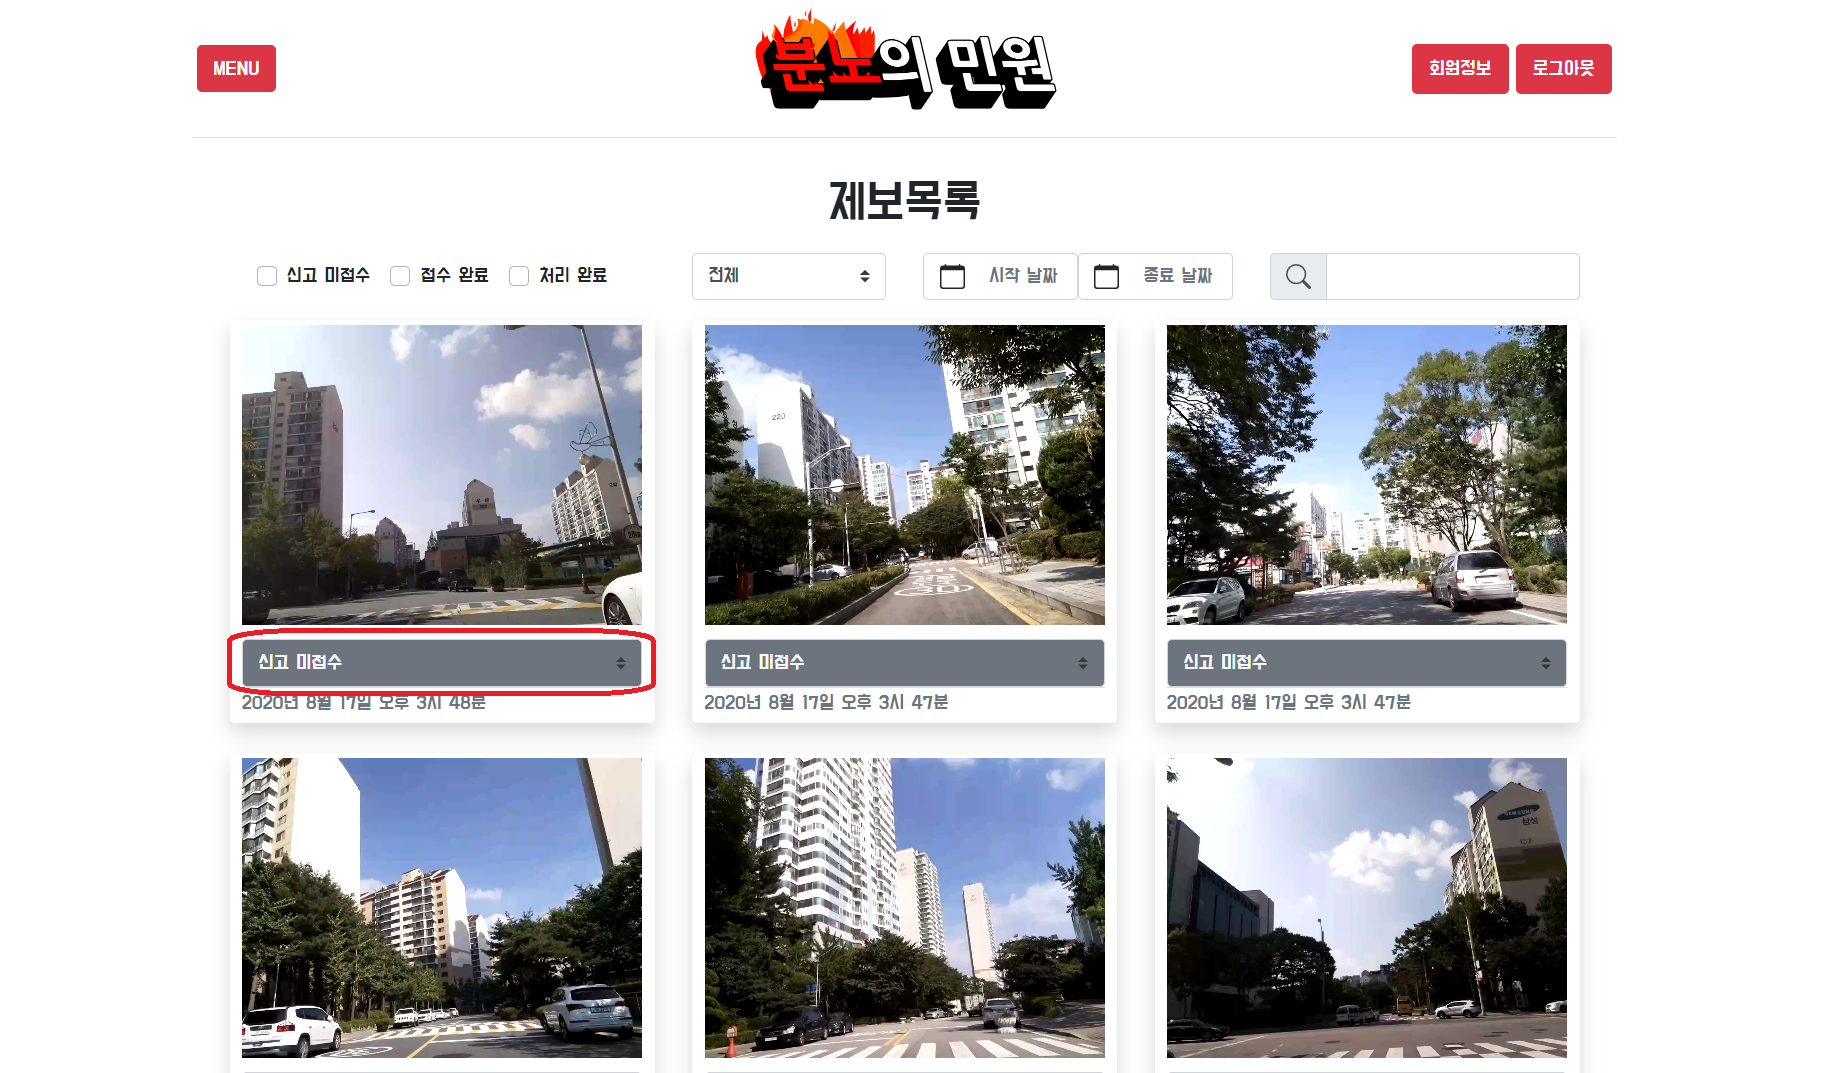 MENU
분노의 민원
회원정보
로그아웃
제보목록
신고 미접수
접수 완료
처리 완료
전체
시작 날짜
종료 날짜
220
신고 미접수
2020년 8월 17일 오후 3시 48분
신고 미접수
2020년 8월 17일 오후 3시 47분
신고 미접수
2020년 8월 17일 오후 3시 47분
SAMSUNG
삼성